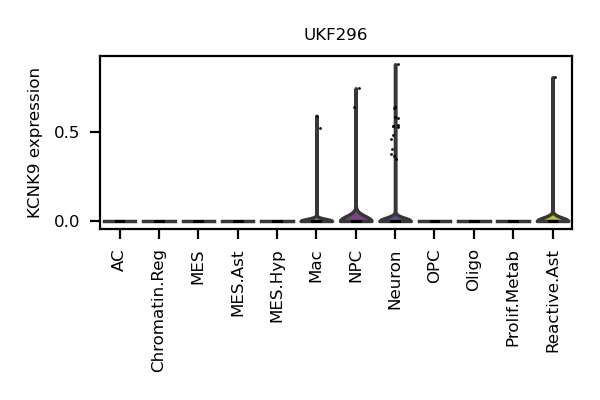 UKF296
KCNK9 expression
0.5
0.0
AC
Chromatin.Reg
MES
MES.Ast
MES.Hyp
Mac
NPC
Neuron
OPC
Oligo
Prolif.Metab
Reactive.Ast